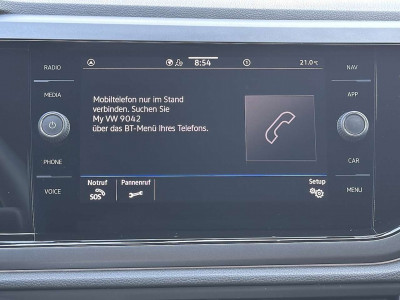 RADIO
MEDIA
PHONE
VOICE
8:54
21.0°C
Mobiltelefon nur im Stand
verbinden. Suchen Sie
My VW 9042
über das BT-Menü Ihres Telefons.
Notruf
SOS
Pannenruf
Setup
NAV
APP
CAR
MENU